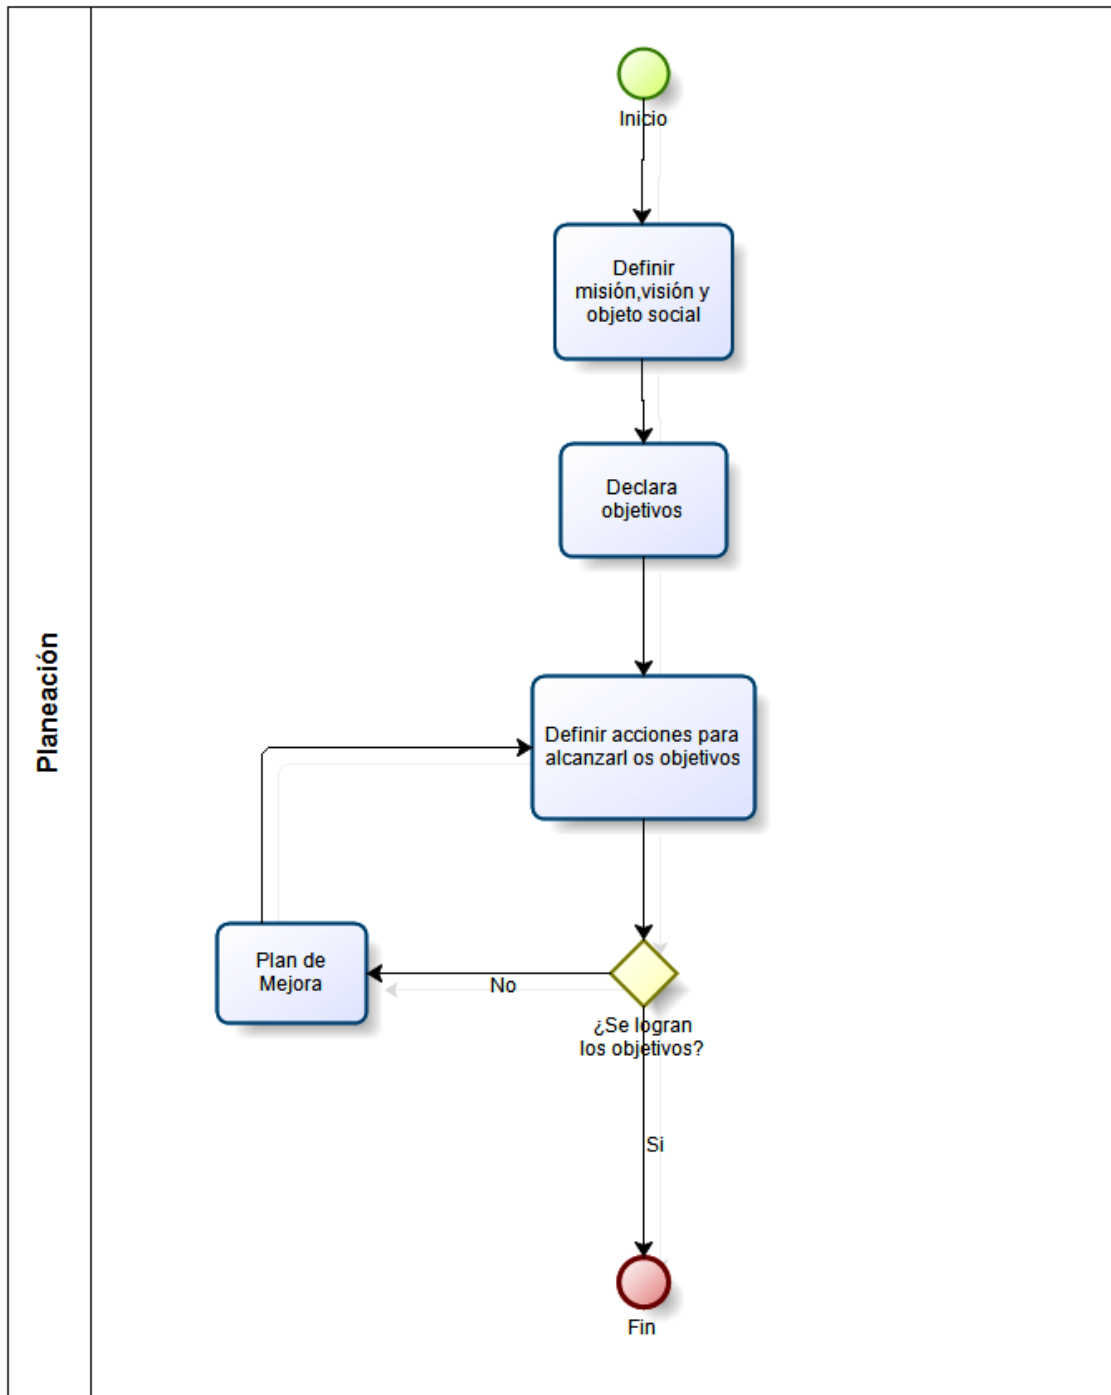 Planeación
Inicio
Definir
misión,visión y
objeto social
Declara
objetivos
Definir acciones para
alcanzarl os objetivos
Plan de
Mejora
No
¿Se logran
los objetivos?
Si
Fin